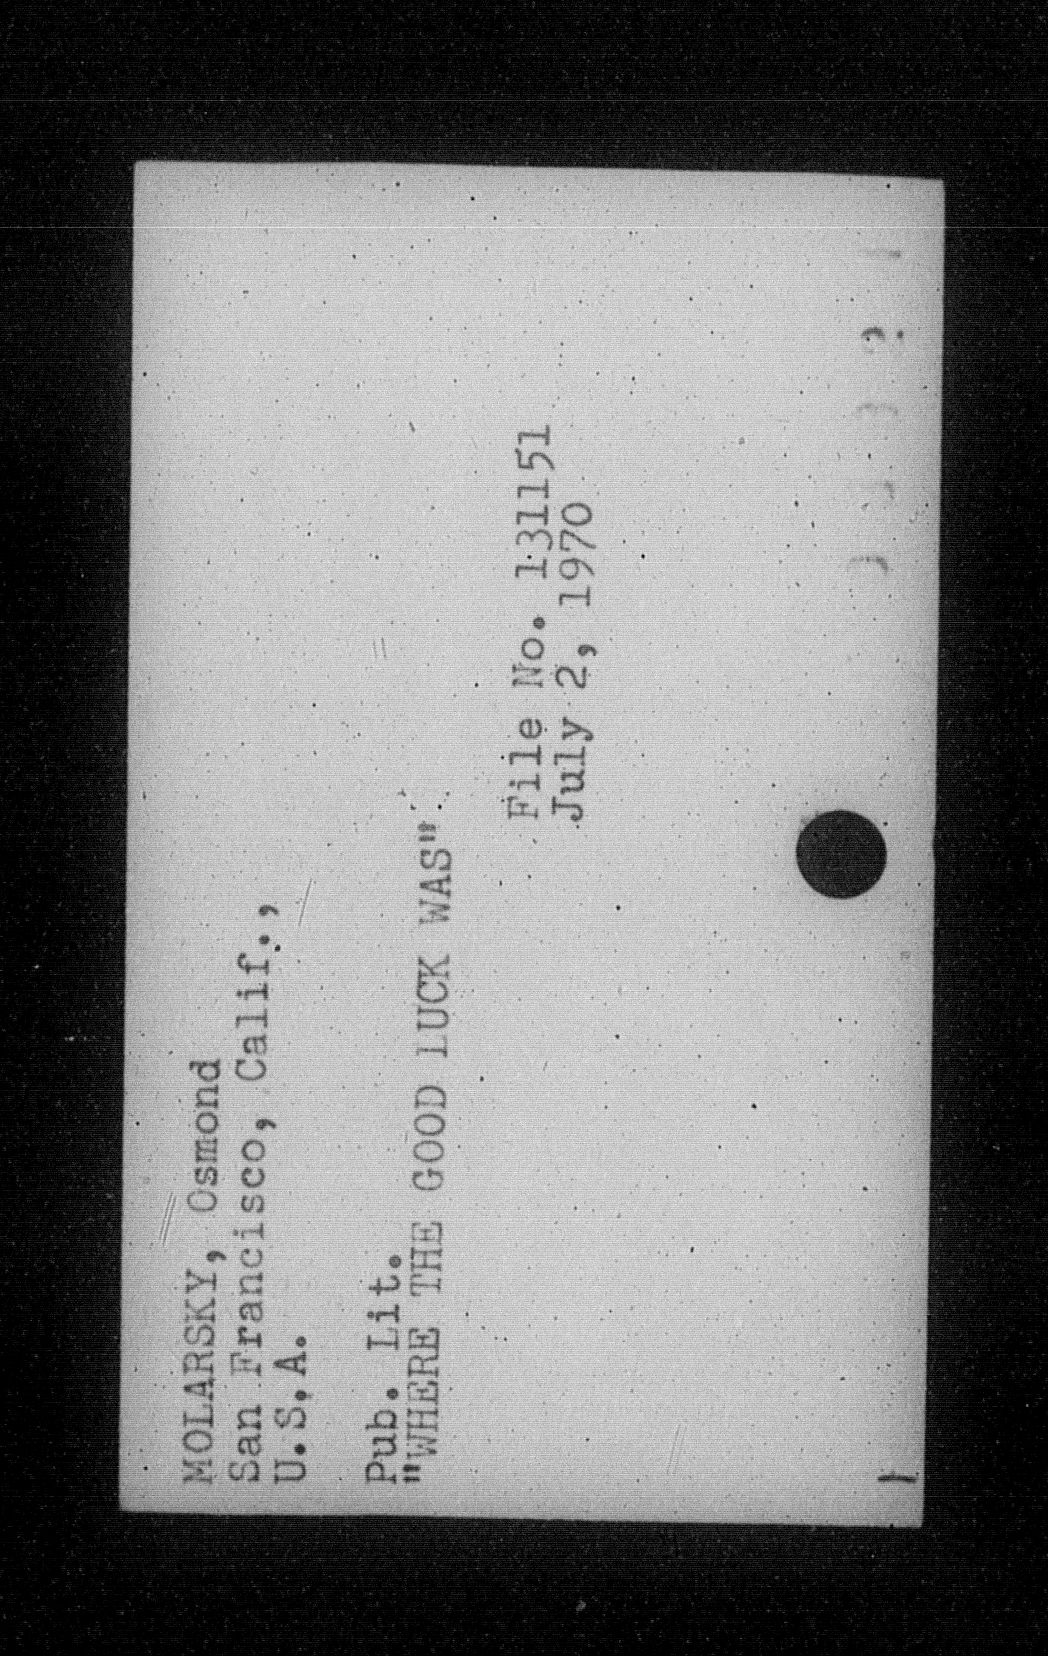 MOLARSKY, Osmond
San Francisco, Calif.,
U.S.A.
Pub. Lit.
"WHERE THE GOOD LUCK WAS"
File No. 131151
July 2, 1970